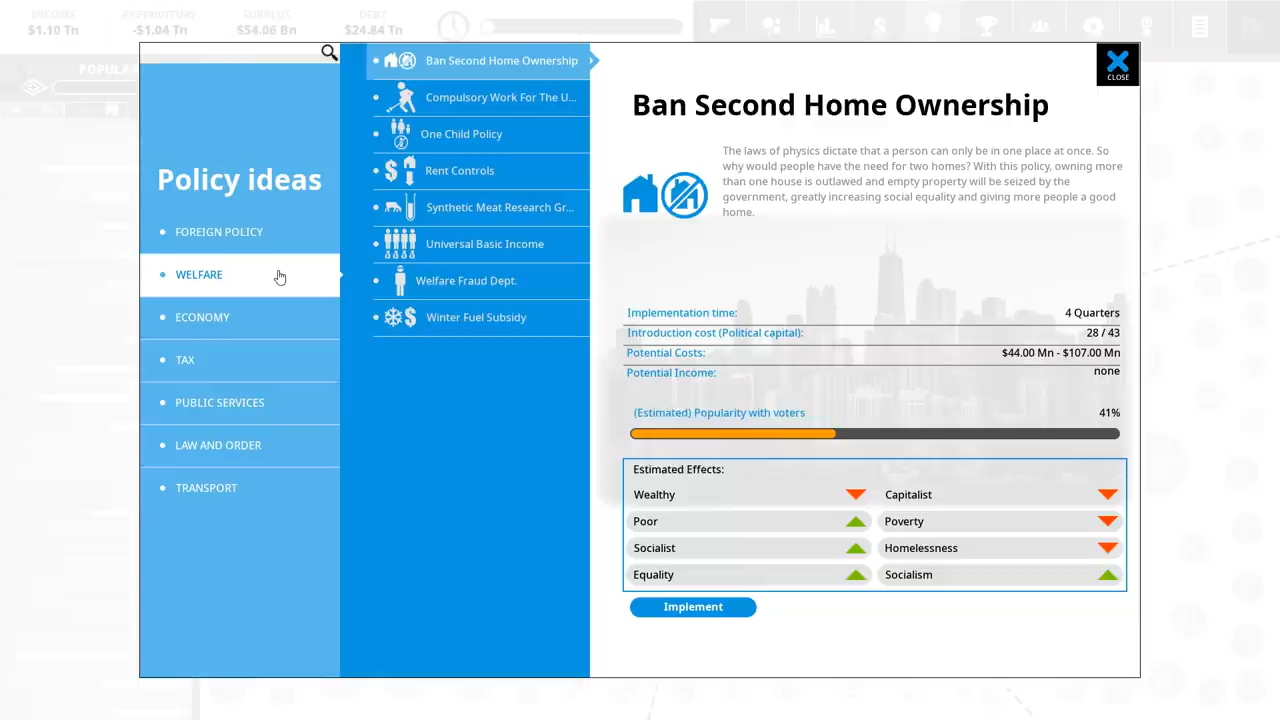 INCOME
$1.10 Tn
EXPENDITURE
-$1.04 Tn
SURPLUS
$54.06 Bn
DEBT
$24.84 Tn
Policy ideas
FOREIGN POLICY
WELFARE
ECONOMY
TAX
PUBLIC SERVICES
LAW AND ORDER
TRANSPORT
Ban Second Home Ownership
Compulsory Work For The U...
One Child Policy
Rent Controls
Synthetic Meat Research Gr...
Universal Basic Income
Welfare Fraud Dept.
Winter Fuel Subsidy
CLOSE
Ban Second Home Ownership
The laws of physics dictate that a person can only be in one place at once. So
why would people have the need for two homes? With this policy, owning more
than one house is outlawed and empty property will be seized by the
government, greatly increasing social equality and giving more people a good
home.
Implementation time: 4 Quarters
Introduction cost (Political capital): 28 / 43
Potential Costs: $44.00 Mn - $107.00 Mn
Potential Income: none
(Estimated) Popularity with voters 41%
Estimated Effects:
Wealthy Capitalist
Poor Poverty
Socialist Homelessness
Equality Socialism
Implement